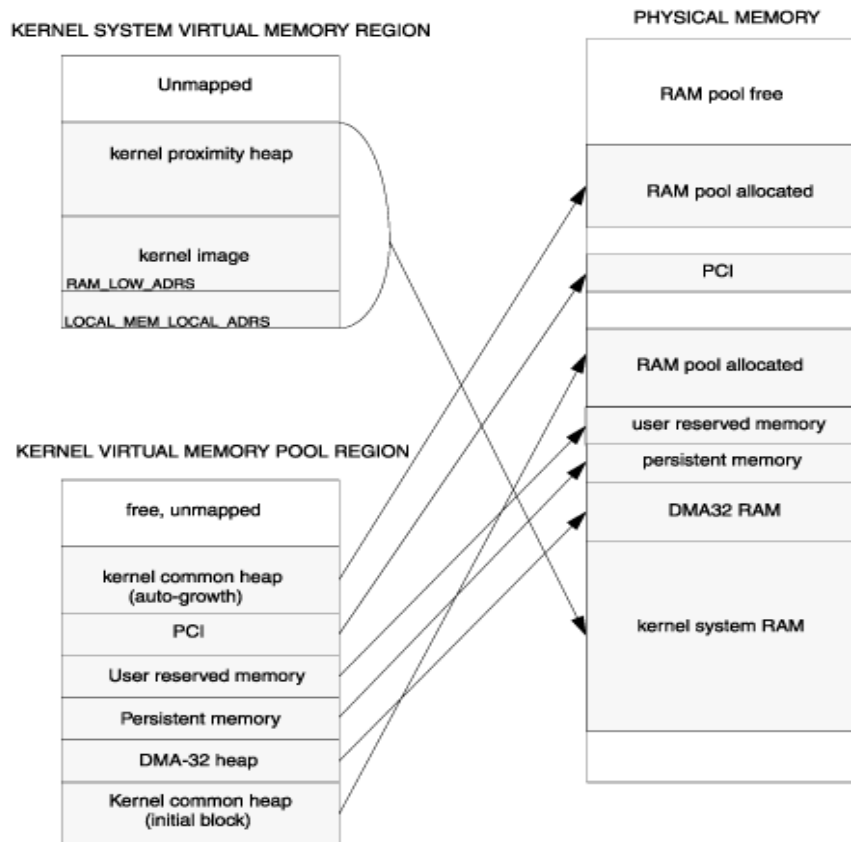 KERNEL SYSTEM VIRTUAL MEMORY REGION
Unmapped
kernel proximity heap
kernel image
RAM_LOW_ADRS
LOCAL_MEM_LOCAL_ADRS
KERNEL VIRTUAL MEMORY POOL REGION
free, unmapped
kernel common heap
(auto-growth)
PCI
User reserved memory
Persistent memory
DMA-32 heap
Kernel common heap
(initial block)
PHYSICAL MEMORY
RAM pool free
RAM pool allocated
PCI
RAM pool allocated
user reserved memory
persistent memory
DMA32 RAM
kernel system RAM